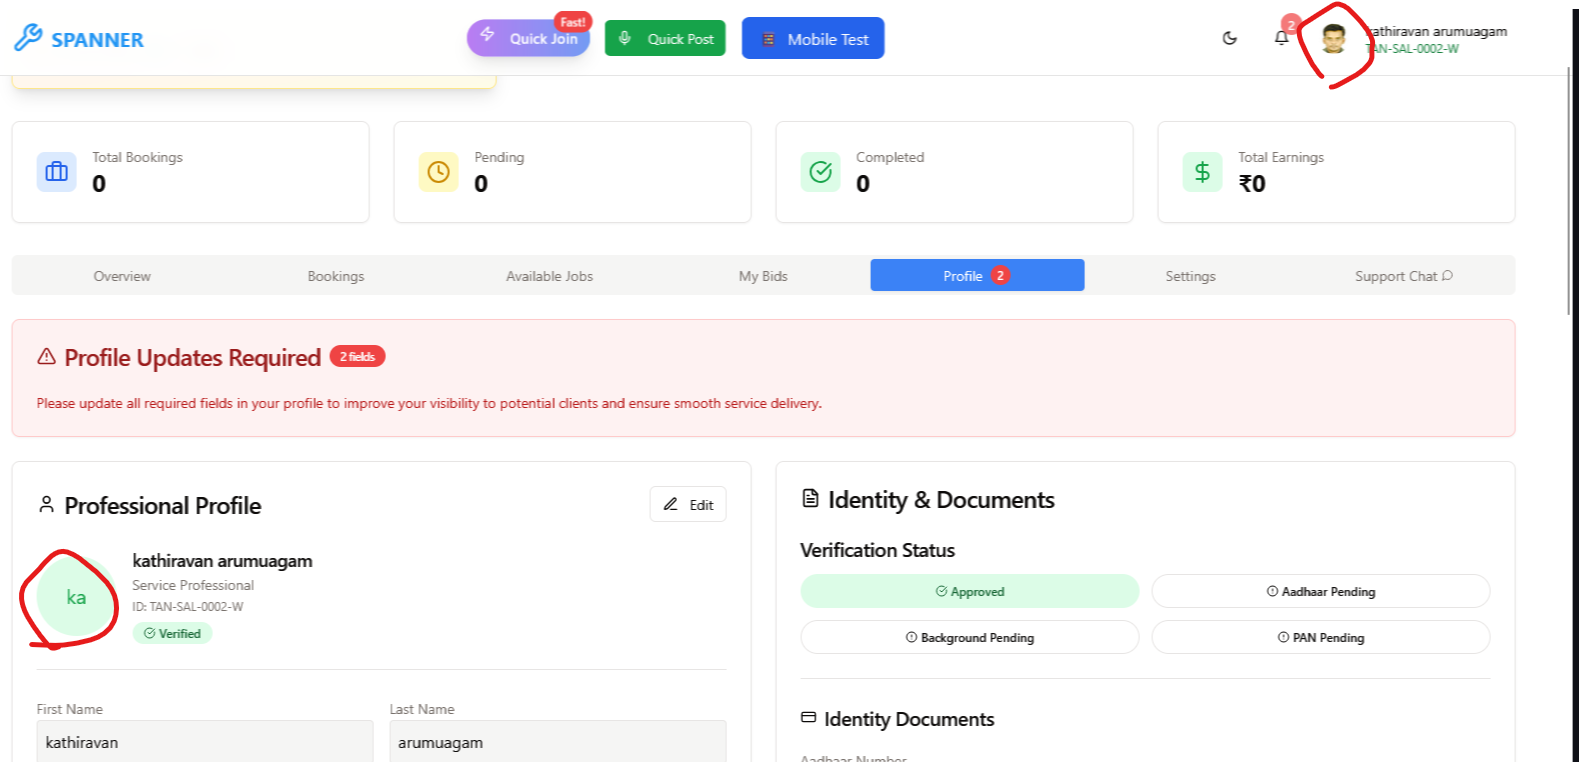 SPANNER
Quick Join
Fast!
Quick Post
Mobile Test
2
kathiravan arumuagam
TAN-SAL-0002-W
Total Bookings
0
Pending
0
Completed
0
Total Earnings
₹0
Overview
Bookings
Available Jobs
My Bids
Profile 2
Settings
Support Chat
Profile Updates Required 2 fields
Please update all required fields in your profile to improve your visibility to potential clients and ensure smooth service delivery.
Professional Profile
Edit
ka
kathiravan arumuagam
Service Professional
ID: TAN-SAL-0002-W
Verified
First Name
kathiravan
Last Name
arumuagam
Identity & Documents
Verification Status
Approved
Aadhaar Pending
Background Pending
PAN Pending
Identity Documents
Aadhaar Number